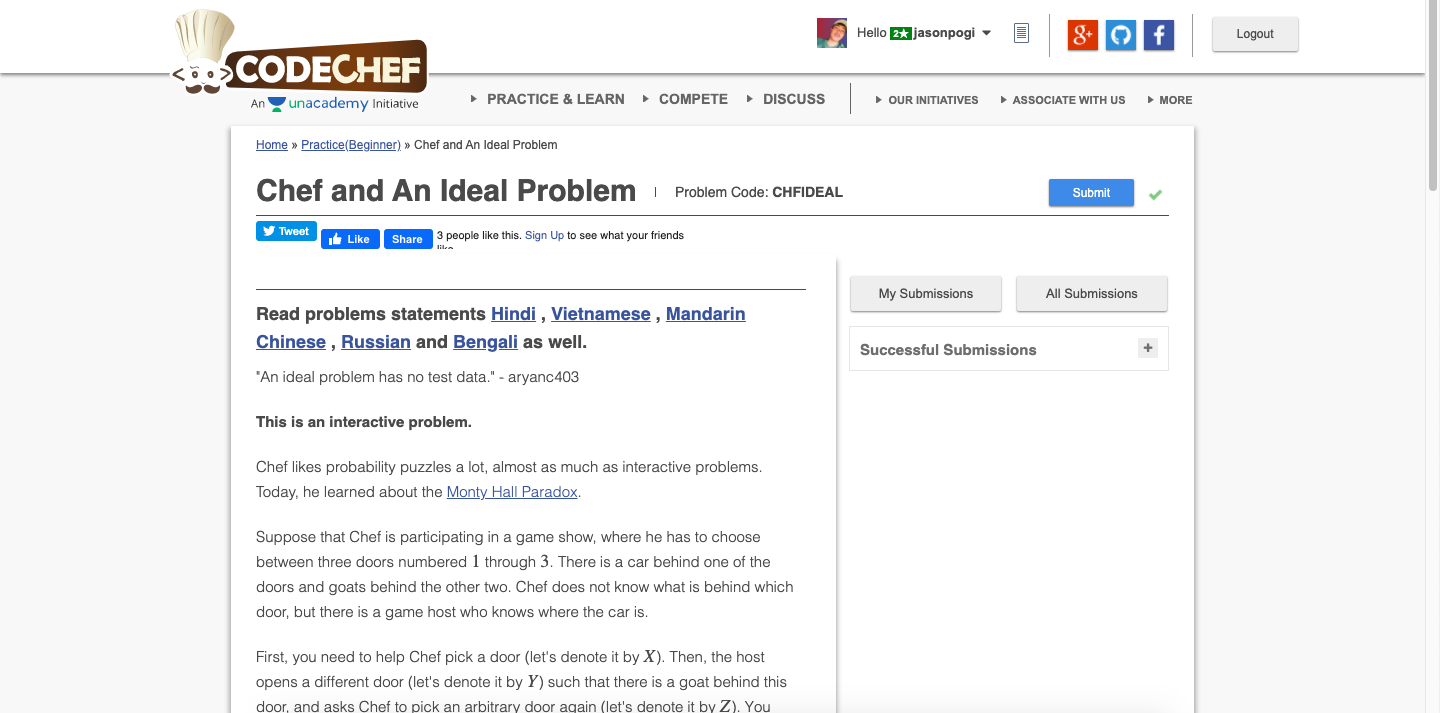 Hello 2★ jasonpogi
Logout
CODECHEF
An unacademy Initiative
PRACTICE & LEARN COMPETE DISCUSS OUR INITIATIVES ASSOCIATE WITH US MORE
Home » Practice(Beginner) » Chef and An Ideal Problem
Chef and An Ideal Problem | Problem Code: CHFIDEAL
Submit
Tweet
Like Share 3 people like this. Sign Up to see what your friends
like.
My Submissions All Submissions
Successful Submissions +
Read problems statements Hindi , Vietnamese , Mandarin
Chinese , Russian and Bengali as well.
"An ideal problem has no test data." - aryanc403
This is an interactive problem.
Chef likes probability puzzles a lot, almost as much as interactive problems.
Today, he learned about the Monty Hall Paradox.
Suppose that Chef is participating in a game show, where he has to choose
between three doors numbered 1 through 3. There is a car behind one of the
doors and goats behind the other two. Chef does not know what is behind which
door, but there is a game host who knows where the car is.
First, you need to help Chef pick a door (let's denote it by X). Then, the host
opens a different door (let's denote it by Y) such that there is a goat behind this
door, and asks Chef to pick an arbitrary door again (let's denote it by Z). You